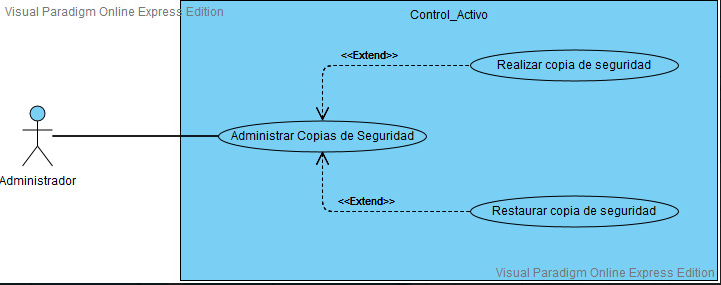 Visual Paradigm Online Express Edition
Control_Activo
<<Extend>>
Realizar copia de seguridad
Administrar Copias de Seguridad
Administrador
<<Extend>>
Restaurar copia de seguridad
Visual Paradigm Online Express Edition